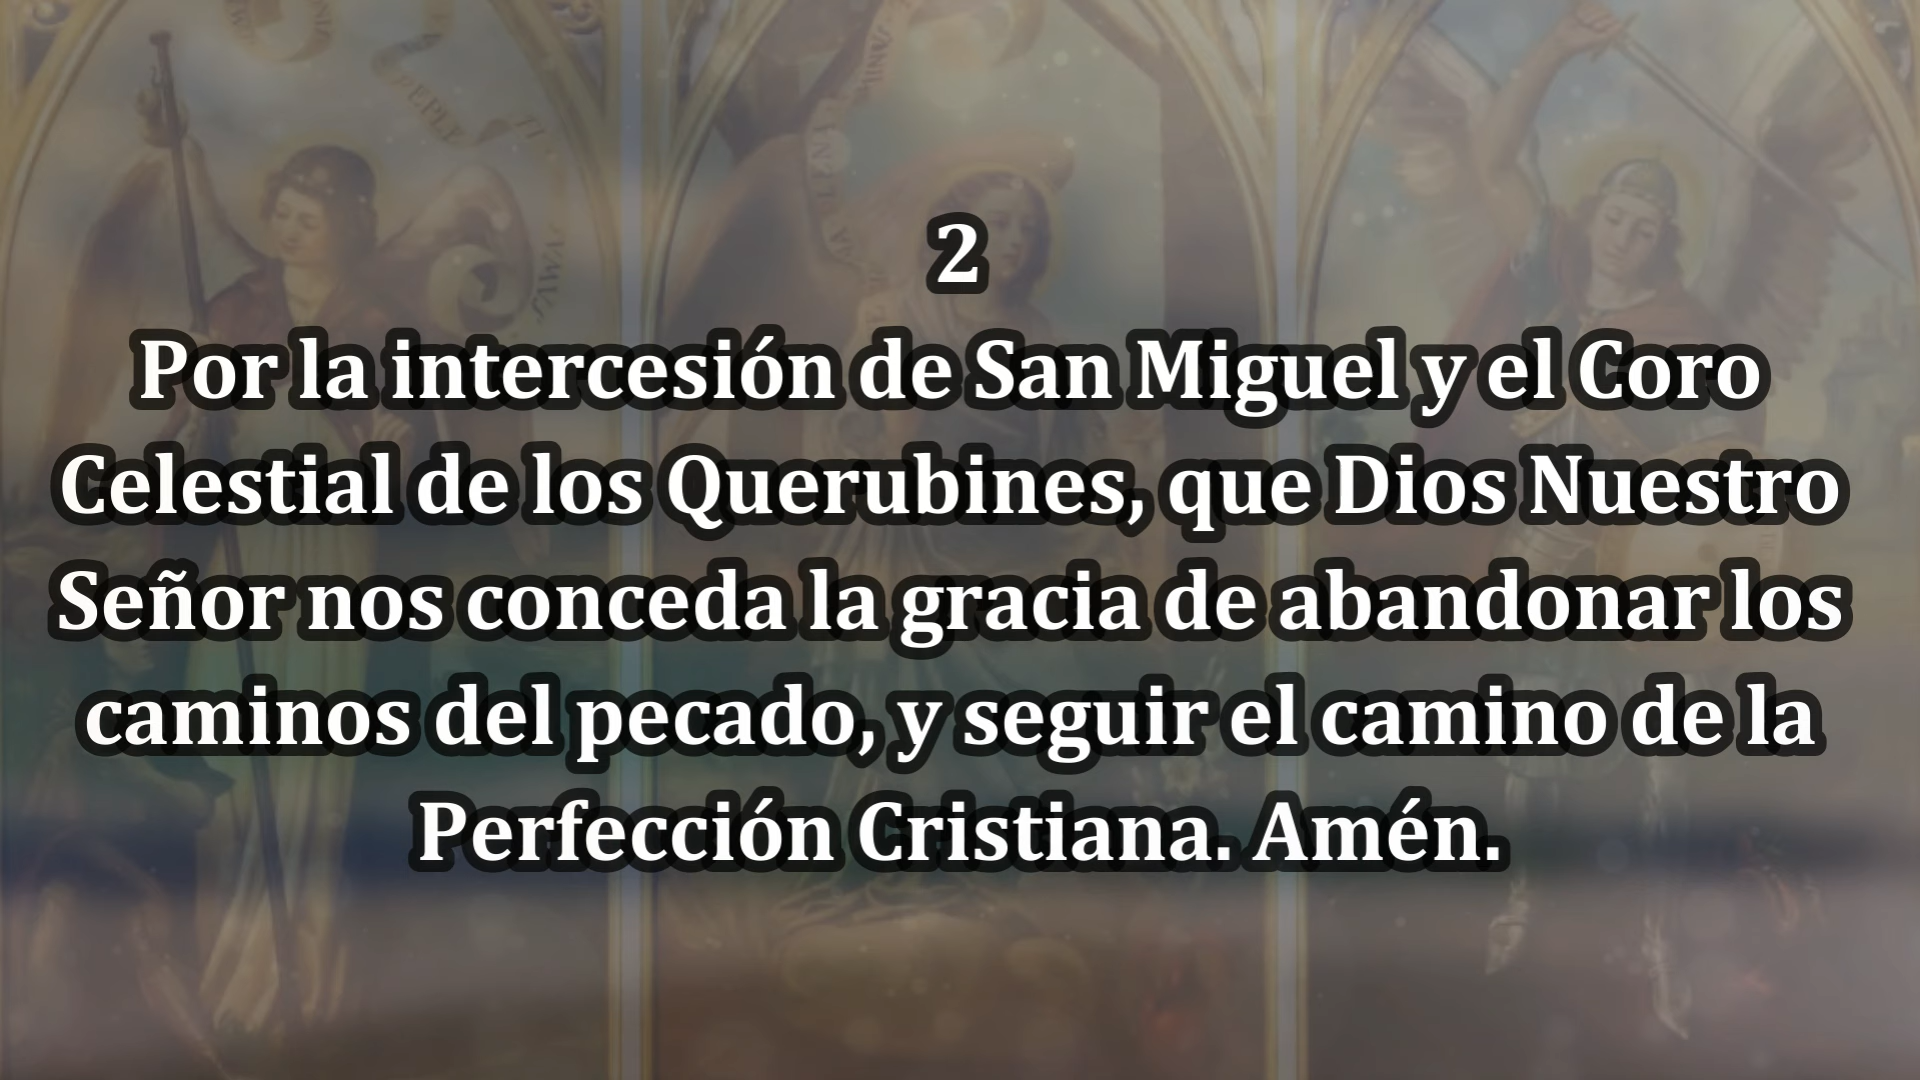 2
Por la intercesión de San Miguel y el Coro
Celestial de los Querubines, que Dios Nuestro
Señor nos conceda la gracia de abandonar los
caminos del pecado, y seguir el camino de la
Perfección Cristiana. Amén.